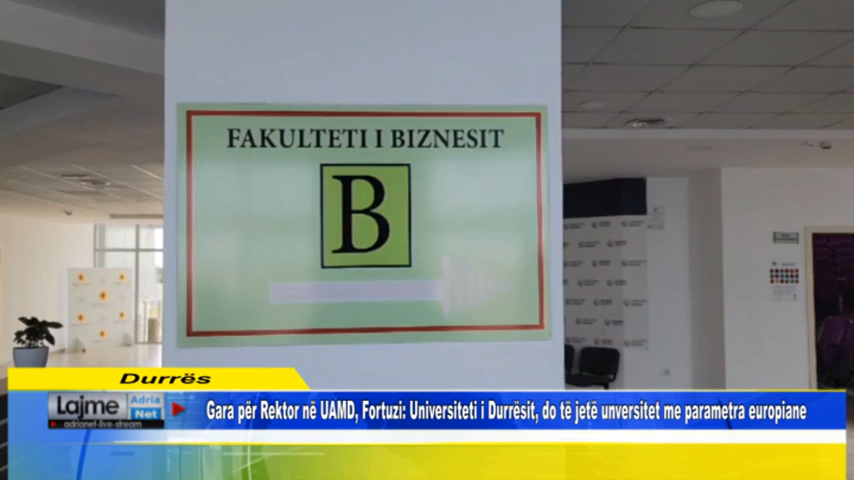 FAKULTETI I BIZNESIT
B
Durrës
Lajme
Adria
Net
adrianet-live-stream
Gara për Rektor në UAMD, Fortuzi: Universiteti i Durrësit, do të jetë unversitet me parametra europiane